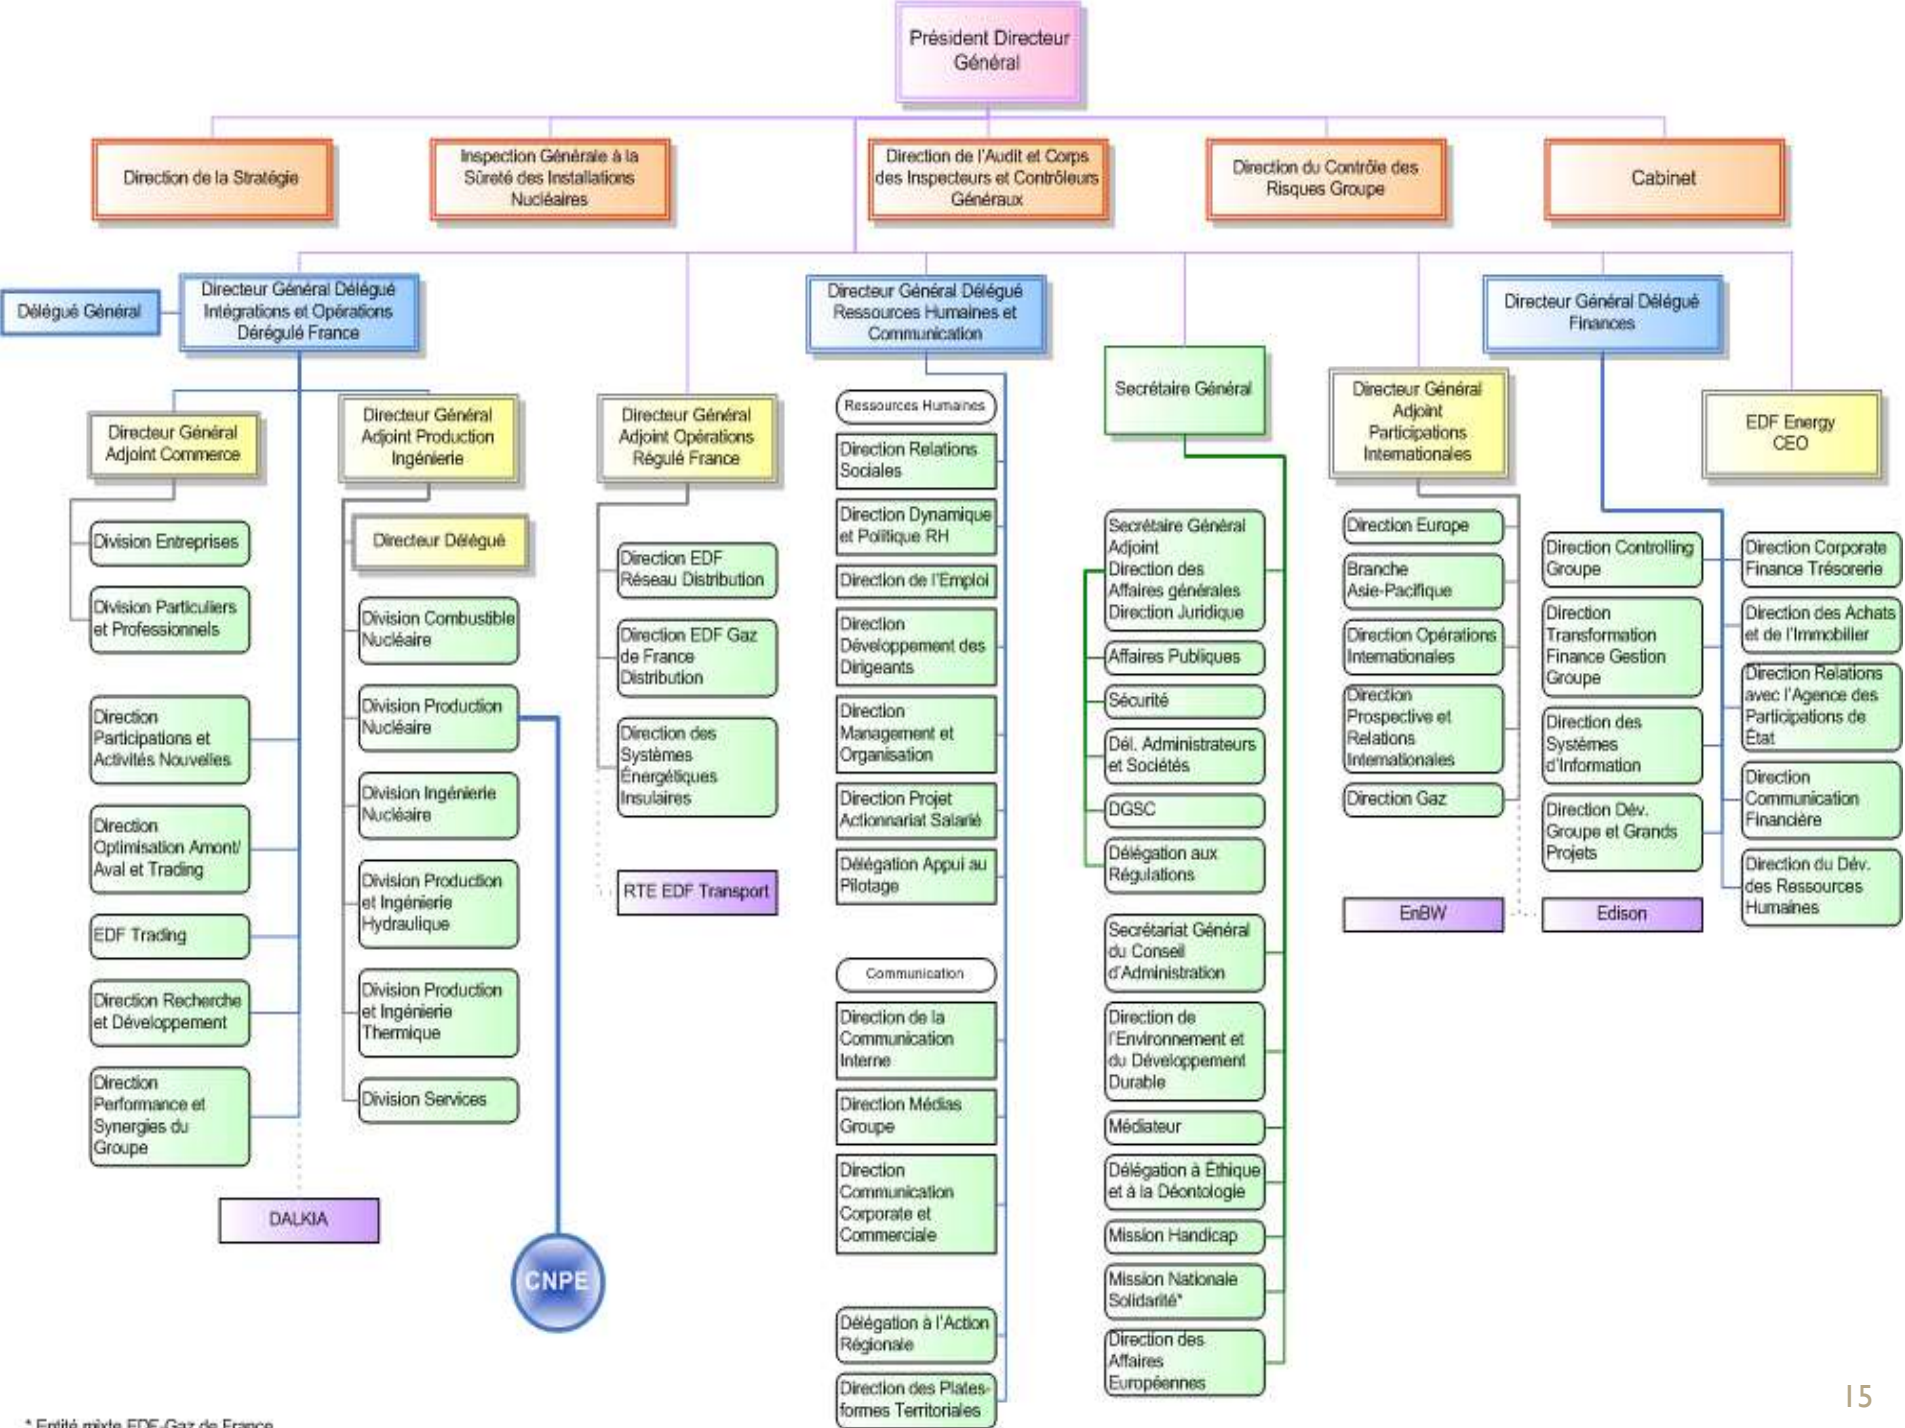 Président Directeur
Général
Direction de la Stratégie
Inspection Générale à la
Sûreté des Installations
Nucléaires
Direction de l'Audit et Corps
des Inspecteurs et Contrôleurs
Généraux
Direction du Contrôle des
Risques Groupe
Cabinet
Délégué Général
Directeur Général Délégué
Intégrations et Opérations
Dérégulé France
Directeur Général Délégué
Ressources Humaines et
Communication
Directeur Général Délégué
Finances
Directeur Général
Adjoint Commerce
Division Entreprises
Division Particuliers
et Professionnels
Direction
Participations et
Activités Nouvelles
Direction
Optimisation Amont/
Aval et Trading
EDF Trading
Direction Recherche
et Développement
Direction
Performance et
Synergies du
Groupe
DALKIA
Directeur Général
Adjoint Production
Ingénierie
Directeur Délégué
Division Combustible
Nucléaire
Division Production
Nucléaire
Division Ingénierie
Nucléaire
Division Production
et Ingénierie
Hydraulique
Division Production
et Ingénierie
Thermique
Division Services
CNPE
Directeur Général
Adjoint Opérations
Régulé France
Direction EDF
Réseau Distribution
Direction EDF Gaz
de France
Distribution
Direction des
Systèmes
Énergétiques
Insulaires
RTE EDF Transport
Ressources Humaines
Direction Relations
Sociales
Direction Dynamique
et Politique RH
Direction de l'Emploi
Direction
Développement des
Dirigeants
Direction
Management et
Organisation
Direction Projet
Actionnariat Salarié
Délégation Appui au
Pilotage
Communication
Direction de la
Communication
Interne
Direction Médias
Groupe
Direction
Communication
Corporate et
Commerciale
Délégation à l'Action
Régionale
Direction des Plates-
formes Territoriales
Secrétaire Général
Secrétaire Général
Adjoint
Direction des
Affaires générales
Direction Juridique
Affaires Publiques
Sécurité
Dél. Administrateurs
et Sociétés
DGSC
Délégation aux
Régulations
Secrétariat Général
du Conseil
d'Administration
Direction de
l'Environnement et
du Développement
Durable
Médiateur
Délégation à Éthique
et à la Déontologie
Mission Handicap
Mission Nationale
Solidarité*
Direction des
Affaires
Européennes
Directeur Général
Adjoint
Participations
Internationales
Direction Europe
Branche
Asie-Pacifique
Direction Opérations
Internationales
Direction
Prospective et
Relations
Internationales
Direction Gaz
EnBW
Edison
Direction Controlling
Groupe
Direction
Transformation
Finance Gestion
Groupe
Direction des
Systèmes
d'Information
Direction Dév.
Groupe et Grands
Projets
EDF Energy
CEO
Direction Corporate
Finance Trésorerie
Direction des Achats
et de l'Immobilier
Direction Relations
avec l'Agence des
Participations de
État
Direction
Communication
Financière
Direction du Dév.
des Ressources
Humaines
* Entité mixte EDF-Gaz de France
15